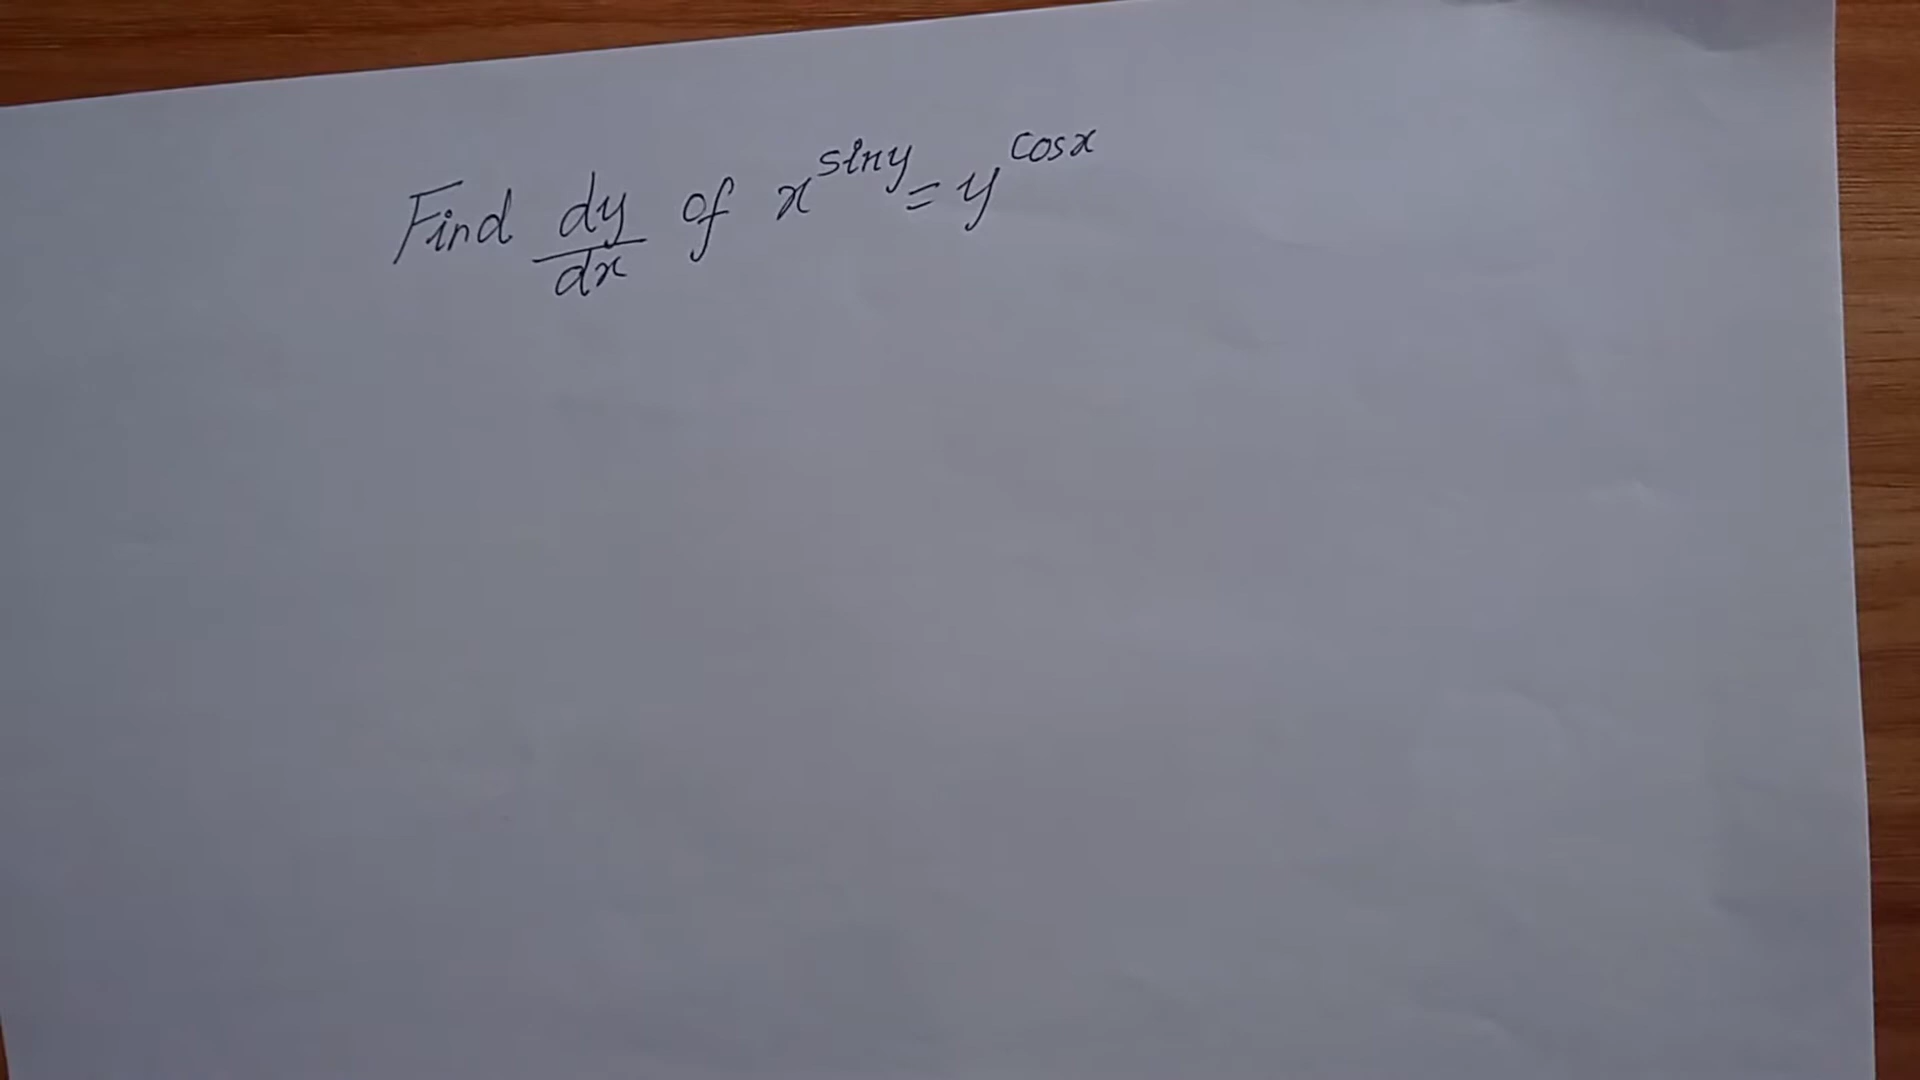 Find dy/dx of x^siny = y^cosx